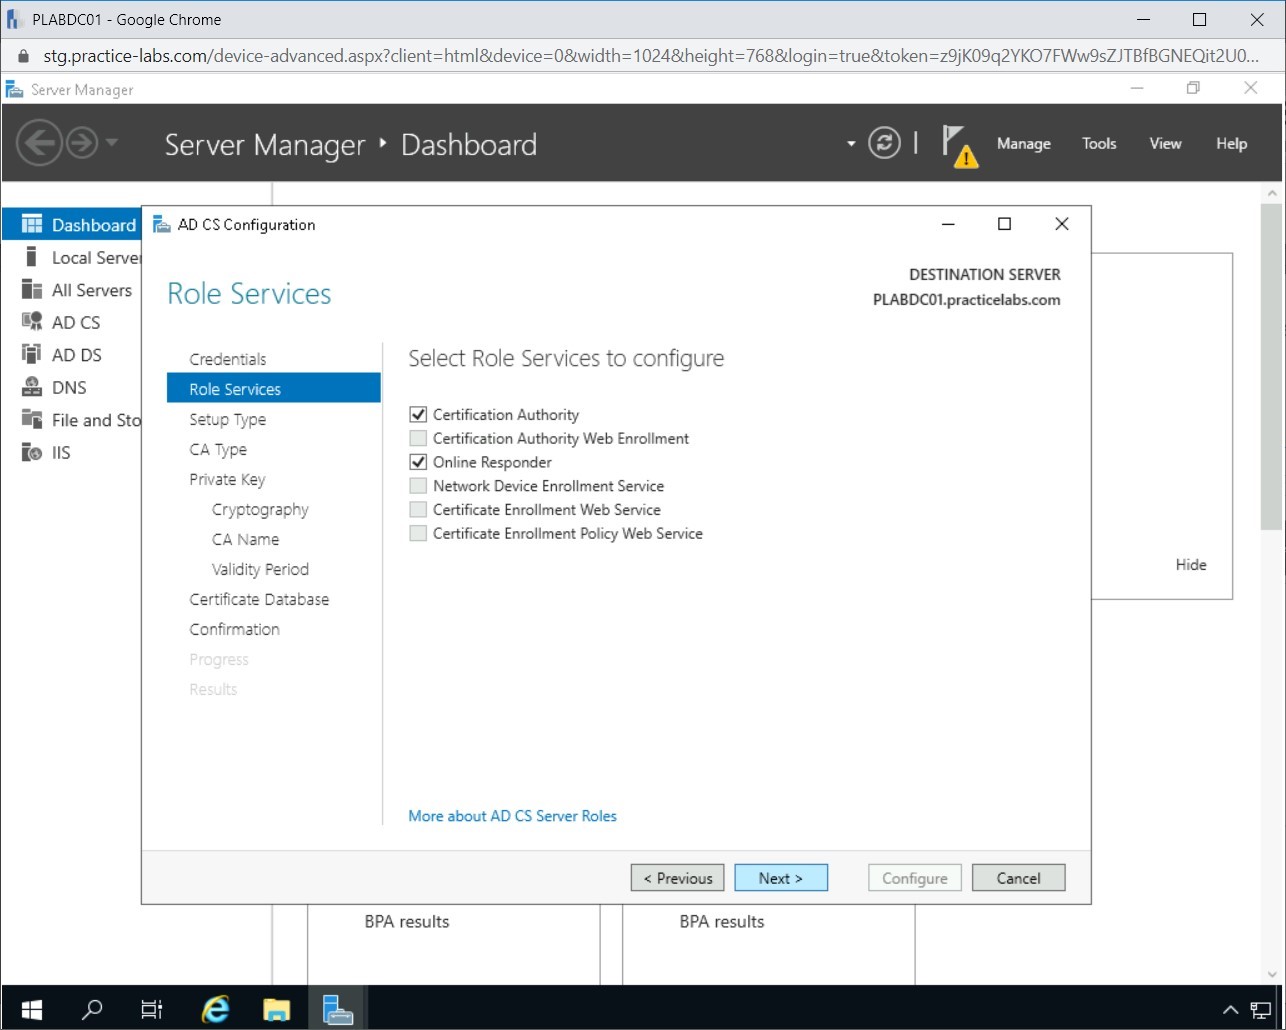 PLABDC01 - Google Chrome
stg.practice-labs.com/device-advanced.aspx?client=html&device=0&width=1024&height=768&login=true&token=z9jK09q2YKO7FWw9sZJTBfBGNEQit2U0...
Server Manager
Server Manager ‣ Dashboard
Manage Tools View Help
Dashboard
Local Server
All Servers
AD CS
AD DS
DNS
File and Sto
IIS
AD CS Configuration
DESTINATION SERVER
PLABDC01.practicelabs.com
Role Services
Credentials
Role Services
Setup Type
CA Type
Private Key
Cryptography
CA Name
Validity Period
Certificate Database
Confirmation
Progress
Results
Select Role Services to configure
Certification Authority
Certification Authority Web Enrollment
Online Responder
Network Device Enrollment Service
Certificate Enrollment Web Service
Certificate Enrollment Policy Web Service
More about AD CS Server Roles
< Previous Next > Configure Cancel
Hide
BPA results
BPA results